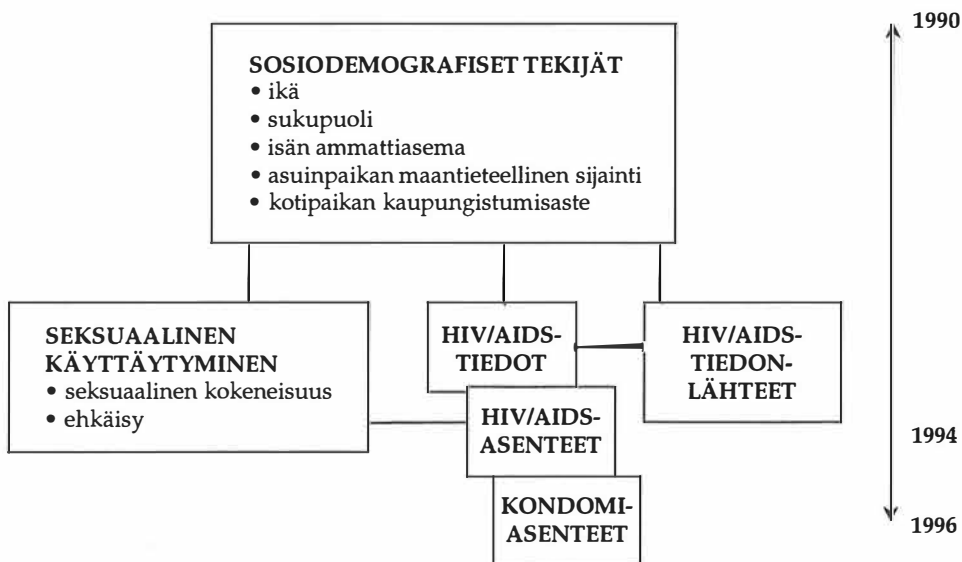 1990
SOSIODEMOGRAFISET TEKIJÄT
• ikä
• sukupuoli
• isän ammattiasema
• asuinpaikan maantieteellinen sijainti
• kotipaikan kaupungistumisaste
SEKSUAALINEN
KÄYTTÄYTYMINEN
• seksuaalinen kokeneisuus
• ehkäisy
HIV/AIDS-
TIEDOT
HIV/AIDS-
TIEDON-
LÄHTEET
HIV/AIDS-
ASENTEET
KONDOMI-
ASENTEET
1994
1996